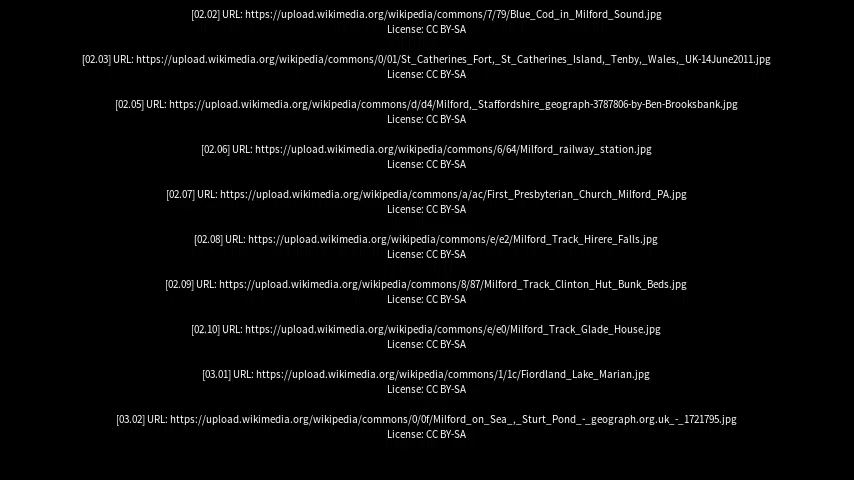 [02.02] URL: https://upload.wikimedia.org/wikipedia/commons/7/79/Blue_Cod_in_Milford_Sound.jpg
License: CC BY-SA
[02.03] URL: https://upload.wikimedia.org/wikipedia/commons/0/01/St_Catherines_Fort,_St_Catherines_Island,_Tenby,_Wales,_UK-14June2011.jpg
License: CC BY-SA
[02.05] URL: https://upload.wikimedia.org/wikipedia/commons/d/d4/Milford,_Staffordshire_geograph-3787806-by-Ben-Brooksbank.jpg
License: CC BY-SA
[02.06] URL: https://upload.wikimedia.org/wikipedia/commons/6/64/Milford_railway_station.jpg
License: CC BY-SA
[02.07] URL: https://upload.wikimedia.org/wikipedia/commons/a/ac/First_Presbyterian_Church_Milford_PA.jpg
License: CC BY-SA
[02.08] URL: https://upload.wikimedia.org/wikipedia/commons/e/e2/Milford_Track_Hirere_Falls.jpg
License: CC BY-SA
[02.09] URL: https://upload.wikimedia.org/wikipedia/commons/8/87/Milford_Track_Clinton_Hut_Bunk_Beds.jpg
License: CC BY-SA
[02.10] URL: https://upload.wikimedia.org/wikipedia/commons/e/e0/Milford_Track_Glade_House.jpg
License: CC BY-SA
[03.01] URL: https://upload.wikimedia.org/wikipedia/commons/1/1c/Fiordland_Lake_Marian.jpg
License: CC BY-SA
[03.02] URL: https://upload.wikimedia.org/wikipedia/commons/0/0f/Milford_on_Sea_,_Sturt_Pond_-_geograph.org.uk_-_1721795.jpg
License: CC BY-SA